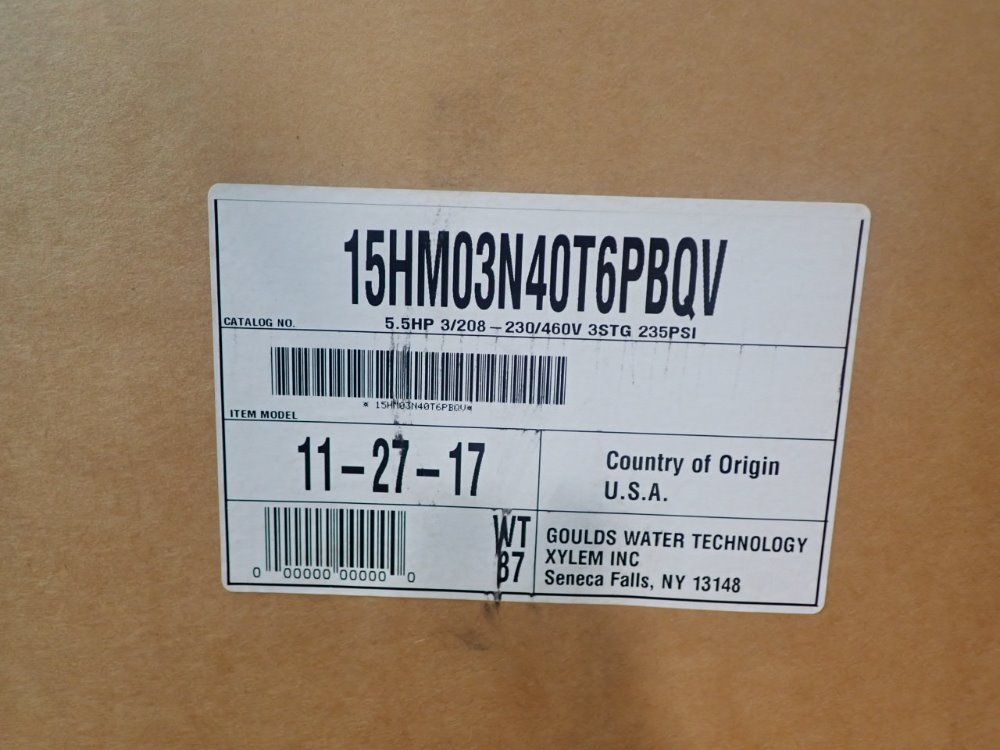 15HM03N40T6PBQV
CATALOG NO.
5.5HP 3/208-230/460V 3STG 235PSI
* 15HM03N40T6PBQV*
ITEM MODEL
11-27-17
Country of Origin
U.S.A.
0 00000 00000 0
WT
87
GOULDS WATER TECHNOLOGY
XYLEM INC
Seneca Falls, NY 13148